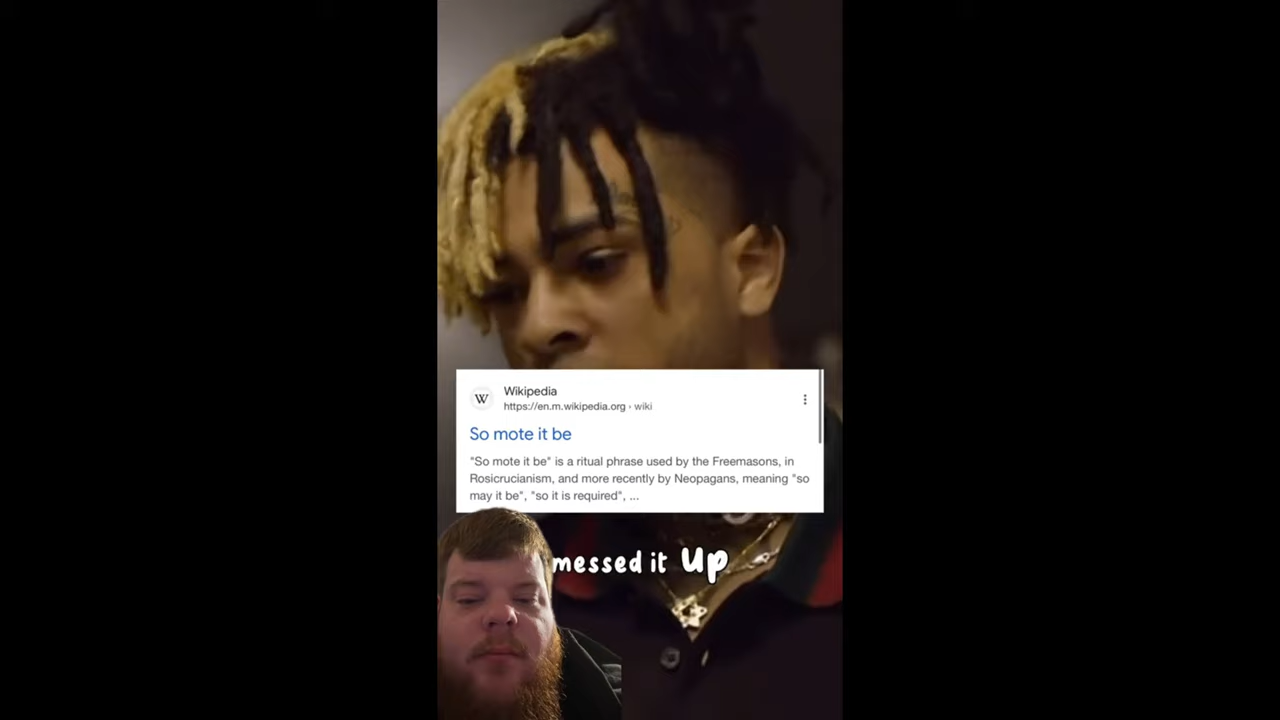 Wikipedia
https://en.m.wikipedia.org › wiki
So mote it be
"So mote it be" is a ritual phrase used by the Freemasons, in
Rosicrucianism, and more recently by Neopagans, meaning "so
may it be", "so it is required", ...
messed it up